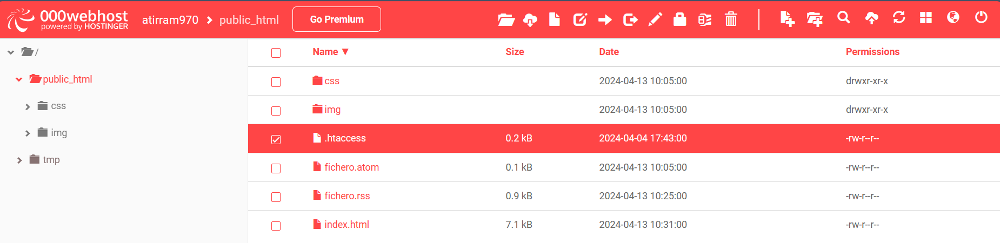 000webhost
powered by HOSTINGER
atirram970 > public_html
Go Premium
/
public_html
css
img
tmp
Name ▼ Size Date Permissions
css 2024-04-13 10:05:00 drwxr-xr-x
img 2024-04-13 10:05:00 drwxr-xr-x
.htaccess 0.2 kB 2024-04-04 17:43:00 -rw-r--r--
fichero.atom 0.1 kB 2024-04-13 10:05:00 -rw-r--r--
fichero.rss 0.9 kB 2024-04-13 10:25:00 -rw-r--r--
index.html 7.1 kB 2024-04-13 10:31:00 -rw-r--r--